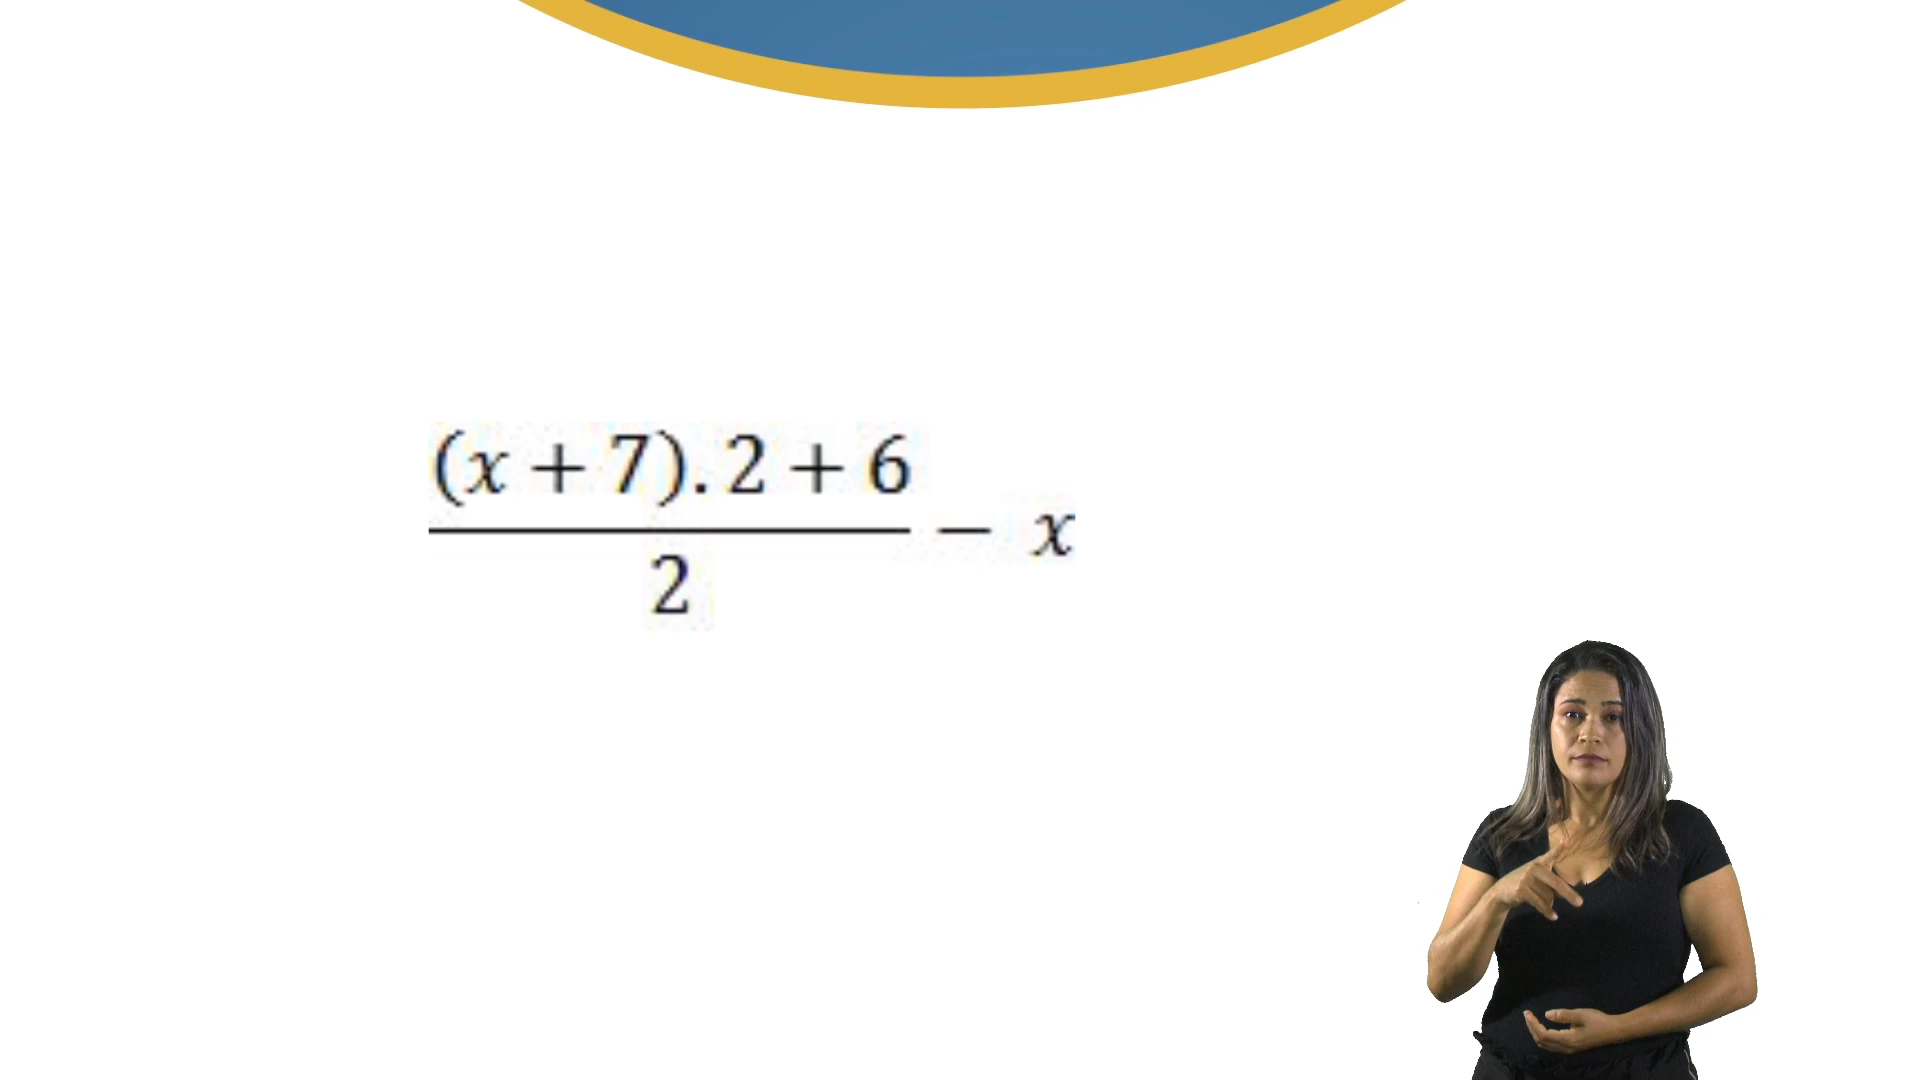 (x + 7). 2 + 6
― − x
2